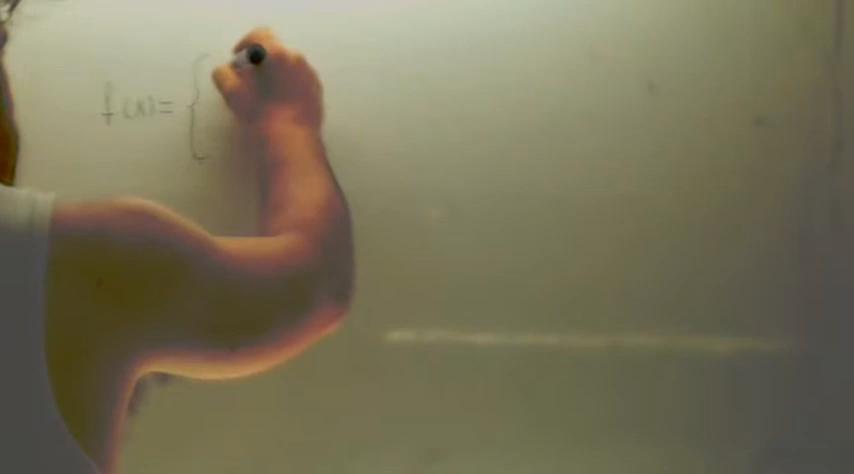 f(x)= {